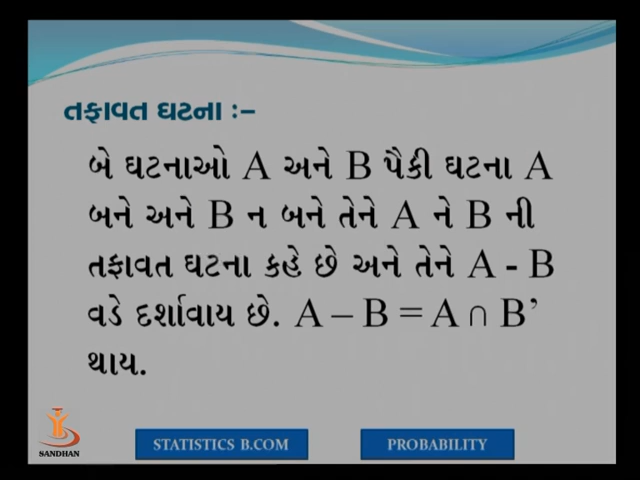 તફાવત ઘટના :–
બે ઘટનાઓ A અને B પૈકી ઘટના A
બને અને B ન બને તેને A ને B ની
તફાવત ઘટના કહે છે અને તેને A - B
વડે દર્શાવાય છે. A – B = A ∩ B’
થાય.
SANDHAN
STATISTICS B.COM
PROBABILITY